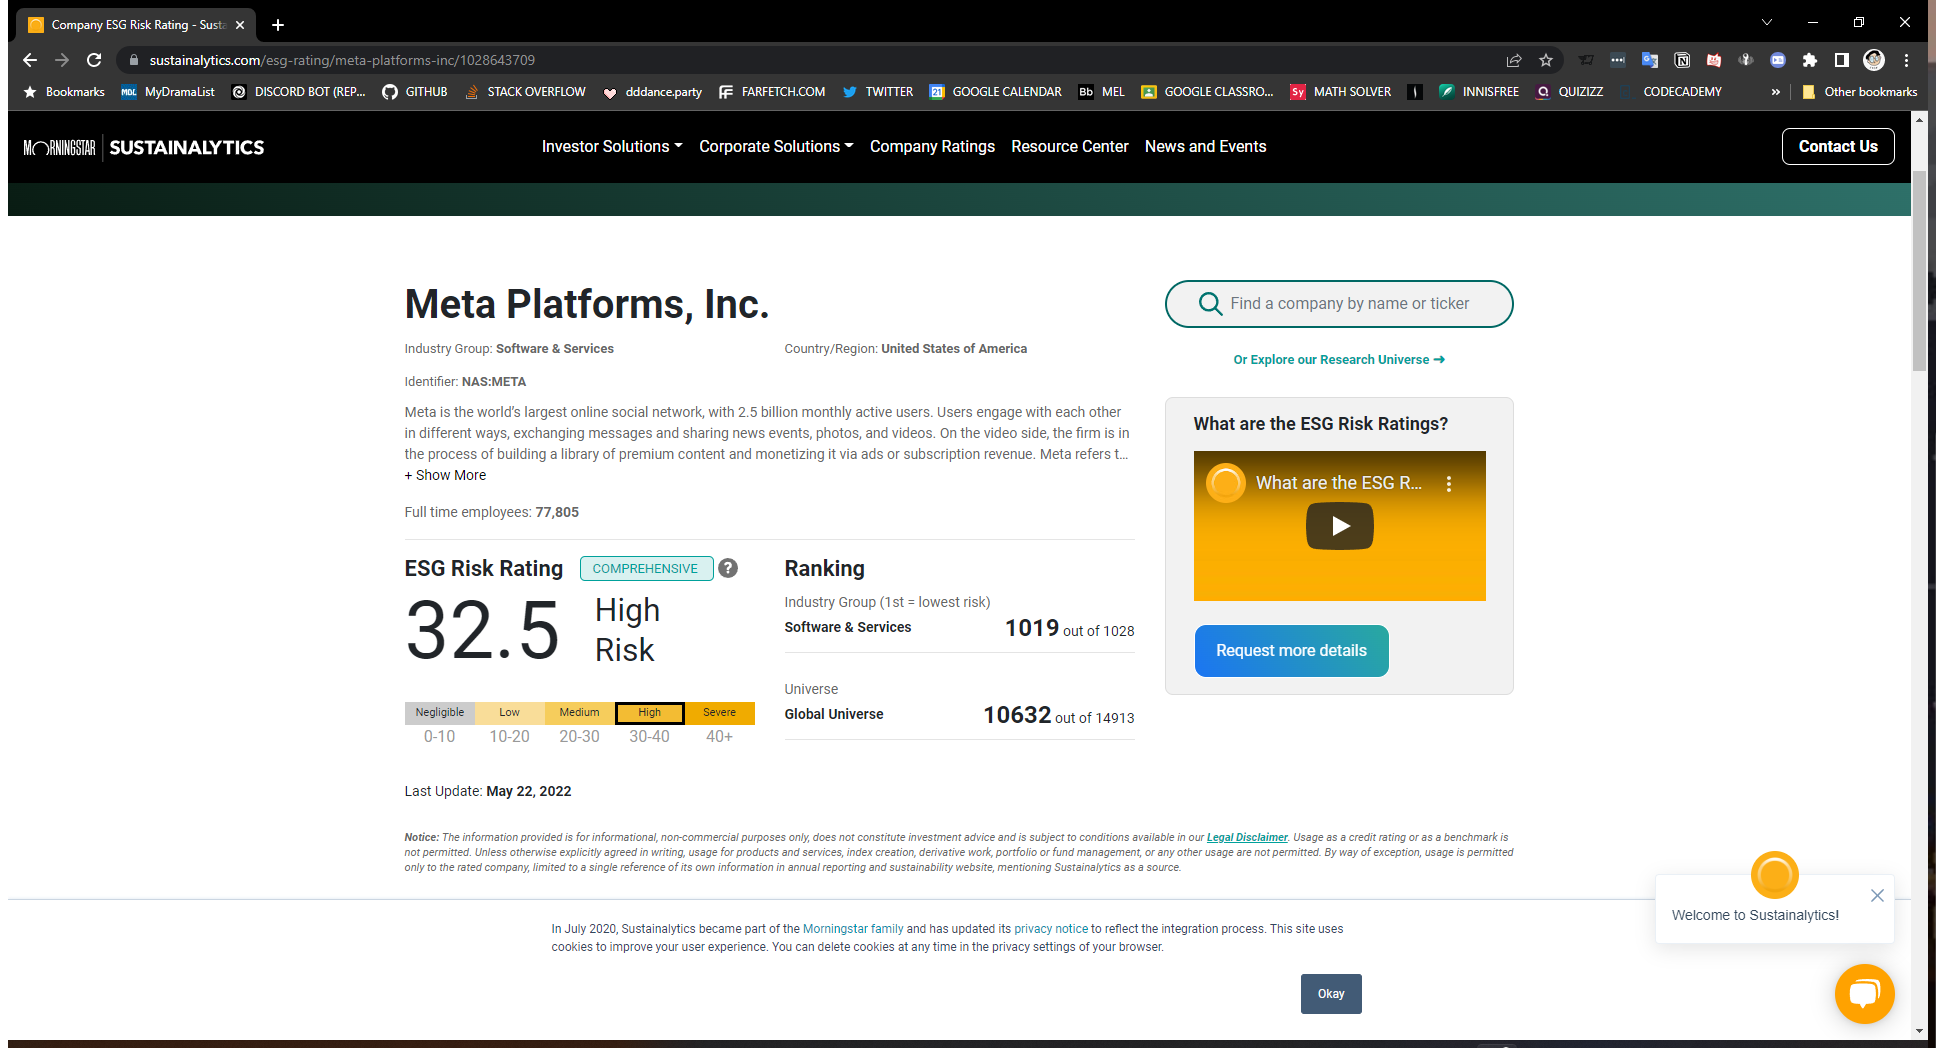 Company ESG Risk Rating - Susta
sustainalytics.com/esg-rating/meta-platforms-inc/1028643709
Bookmarks MDL MyDramaList DISCORD BOT (REP... GITHUB STACK OVERFLOW dddance.party FARFETCH.COM TWITTER 21 GOOGLE CALENDAR Bb MEL GOOGLE CLASSRO... Sy MATH SOLVER INNISFREE QUIZIZZ CODECADEMY » Other bookmarks
MORNINGSTAR SUSTAINALYTICS
Investor Solutions Corporate Solutions Company Ratings Resource Center News and Events
Contact Us
Meta Platforms, Inc.
Industry Group: Software & Services
Country/Region: United States of America
Identifier: NAS:META
Meta is the world's largest online social network, with 2.5 billion monthly active users. Users engage with each other
in different ways, exchanging messages and sharing news events, photos, and videos. On the video side, the firm is in
the process of building a library of premium content and monetizing it via ads or subscription revenue. Meta refers t...
+ Show More
Full time employees: 77,805
ESG Risk Rating COMPREHENSIVE ?
32.5 High
Risk
Negligible Low Medium High Severe
0-10 10-20 20-30 30-40 40+
Last Update: May 22, 2022
Ranking
Industry Group (1st = lowest risk)
Software & Services 1019 out of 1028
Universe
Global Universe 10632 out of 14913
Find a company by name or ticker
Or Explore our Research Universe ➔
What are the ESG Risk Ratings?
What are the ESG R...
Request more details
Notice: The information provided is for informational, non-commercial purposes only, does not constitute investment advice and is subject to conditions available in our Legal Disclaimer. Usage as a credit rating or as a benchmark is
not permitted. Unless otherwise explicitly agreed in writing, usage for products and services, index creation, derivative work, portfolio or fund management, or any other usage are not permitted. By way of exception, usage is permitted
only to the rated company, limited to a single reference of its own information in annual reporting and sustainability website, mentioning Sustainalytics as a source.
In July 2020, Sustainalytics became part of the Morningstar family and has updated its privacy notice to reflect the integration process. This site uses
cookies to improve your user experience. You can delete cookies at any time in the privacy settings of your browser.
Okay
Welcome to Sustainalytics!